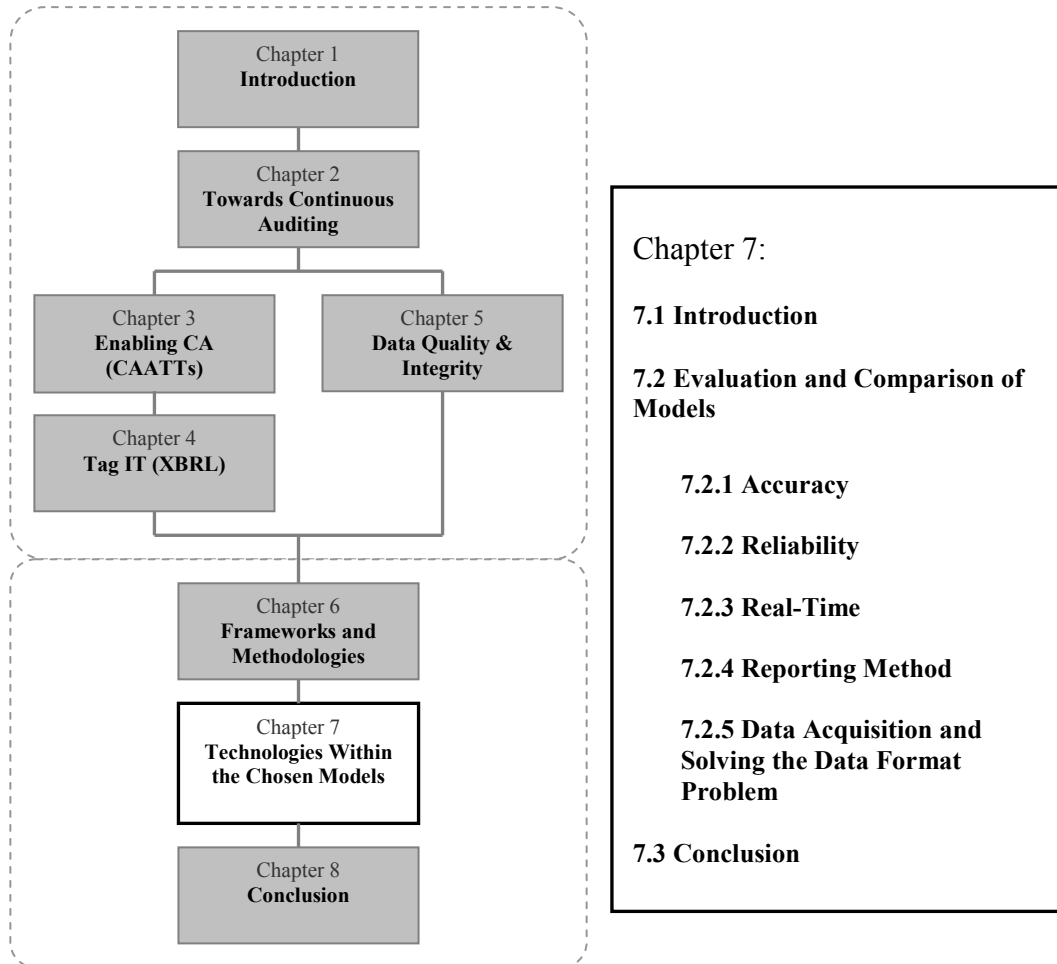 Chapter 1
Introduction
Chapter 2
Towards Continuous
Auditing
Chapter 3
Enabling CA
(CAATTs)
Chapter 5
Data Quality &
Integrity
Chapter 4
Tag IT (XBRL)
Chapter 6
Frameworks and
Methodologies
Chapter 7
Technologies Within
the Chosen Models
Chapter 8
Conclusion
Chapter 7:
7.1 Introduction
7.2 Evaluation and Comparison of
Models
7.2.1 Accuracy
7.2.2 Reliability
7.2.3 Real-Time
7.2.4 Reporting Method
7.2.5 Data Acquisition and
Solving the Data Format
Problem
7.3 Conclusion